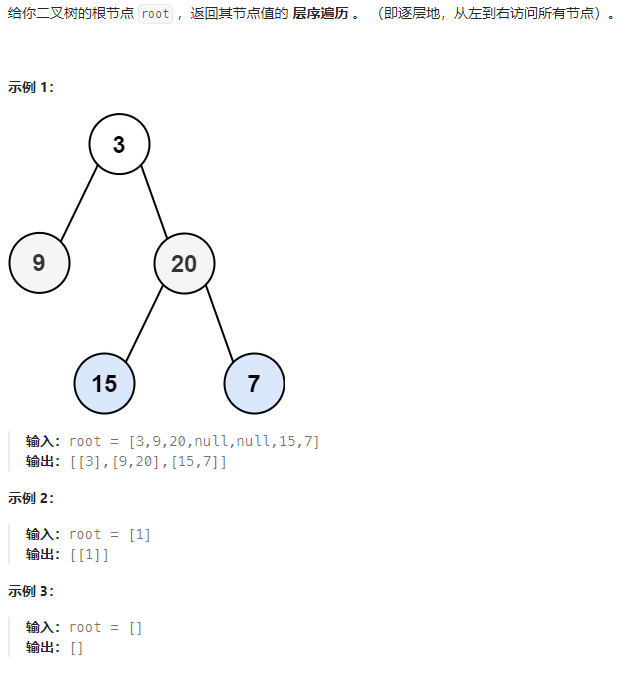 给你二叉树的根节点 root ，返回其节点值的 层序遍历 。 （即逐层地，从左到右访问所有节点）。
示例 1：
3
9
20
15
7
输入：root = [3,9,20,null,null,15,7]
输出：[[3],[9,20],[15,7]]
示例 2：
输入：root = [1]
输出：[[1]]
示例 3：
输入：root = []
输出：[]